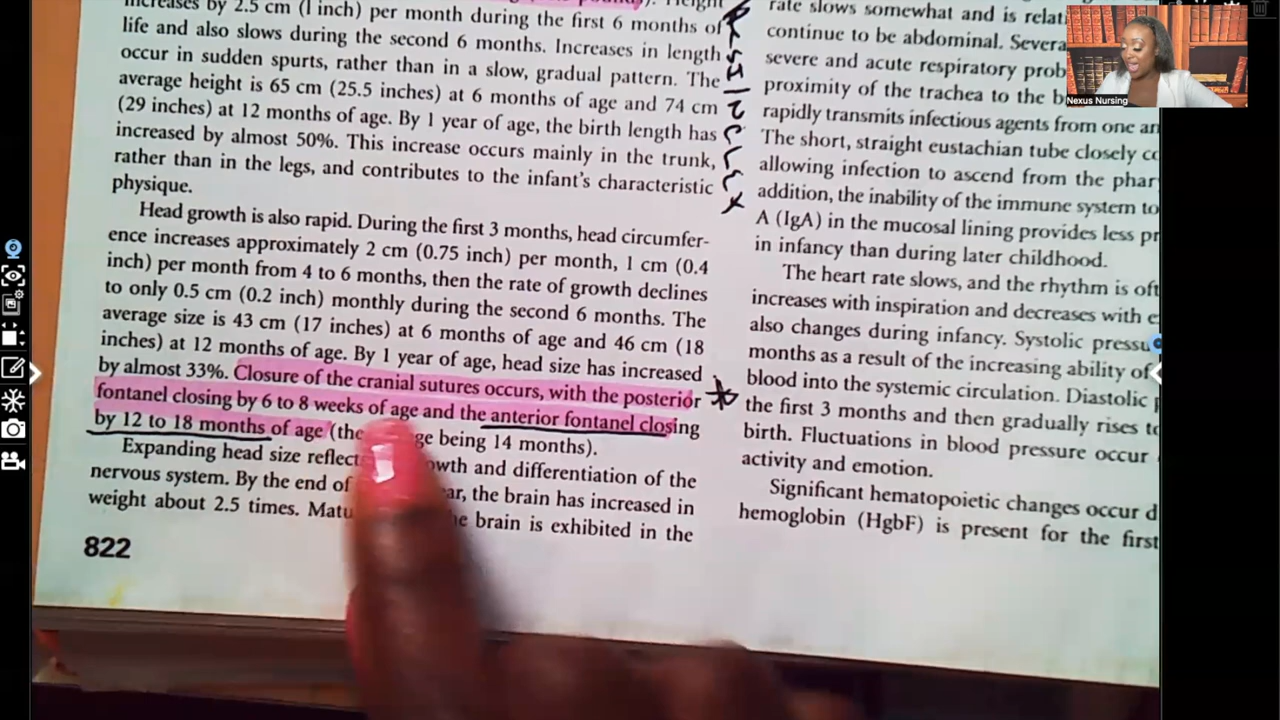 increases by 2.5 cm (1 inch) per month during the first 6 months of
life and also slows during the second 6 months. Increases in length
occur in sudden spurts, rather than in a slow, gradual pattern. The
average height is 65 cm (25.5 inches) at 6 months of age and 74 cm
(29 inches) at 12 months of age. By 1 year of age, the birth length has
increased by almost 50%. This increase occurs mainly in the trunk,
rather than in the legs, and contributes to the infant's characteristic
physique.
Head growth is also rapid. During the first 3 months, head circumfer-
ence increases approximately 2 cm (0.75 inch) per month, 1 cm (0.4
inch) per month from 4 to 6 months, then the rate of growth declines
to only 0.5 cm (0.2 inch) monthly during the second 6 months. The
average size is 43 cm (17 inches) at 6 months of age and 46 cm (18
inches) at 12 months of age. By 1 year of age, head size has increased
by almost 33%. Closure of the cranial sutures occurs, with the posterior
fontanel closing by 6 to 8 weeks of age and the anterior fontanel closing
by 12 to 18 months of age (the being 14 months).
Expanding head size and differentiation of the
nervous system. By the end of the brain has increased in
weight about 2.5 times. brain is exhibited in the
822
rate slows somewhat and is
continue to be abdominal.
severe and acute respiratory
proximity of the trachea to the
rapidly transmits infectious agents from one
The short, straight eustachian tube closely
allowing infection to ascend from the
addition, the inability of the immune system to
A (IgA) in the mucosal lining provides less
in infancy than during later childhood.
The heart rate slows, and the rhythm is
increases with inspiration and decreases with
also changes during infancy. Systolic
months as a result of the increasing ability of
blood into the systemic circulation. Diastolic
the first 3 months and then gradually rises
birth. Fluctuations in blood pressure occur
activity and emotion.
Significant hematopoietic changes occur
hemoglobin (HgbF) is present for the first
Nexus Nursing